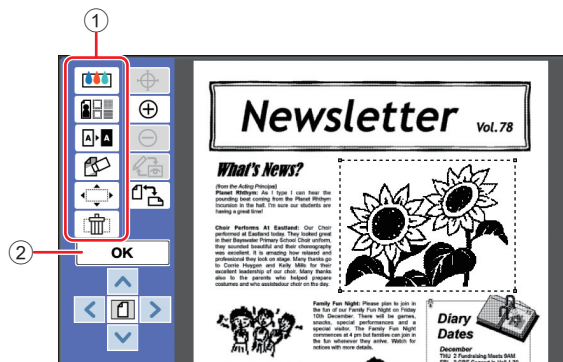 1
A A
2
OK
Newsletter
Vol. 78
What's News?
(from the Acting Principal)
Planet Rhthym: As I type I can hear the
pounding beat coming from the Planet Rhythm
Incursion in the hall. I'm sure our students are
having a great time!
Choir Performs At Eastland: Our Choir
performed at Eastland today. They looked great
in their Bayswater Primary School Choir uniform,
they sounded beautiful and their choreography
was excellent. It is amazing how relaxed and
professional they look on stage. Many thanks go
to Corrie Huygen and Kelly Mills for their
excellent leadership of our choir. Many thanks
also to the parents who helped prepare
costumes and who assistedour choir on the day.
Family Fun Night: Please plan to join in
the fun of our Family Fun Night on Friday
10th December. There will be games,
snacks, special performances and a
special visitor. The Family Fun Night
commences at 4 pm but families can join in
the fun whenever they arrive. Watch for
notices with more details.
Diary
Dates
December
THU 2 Fundraising Meets 9AM